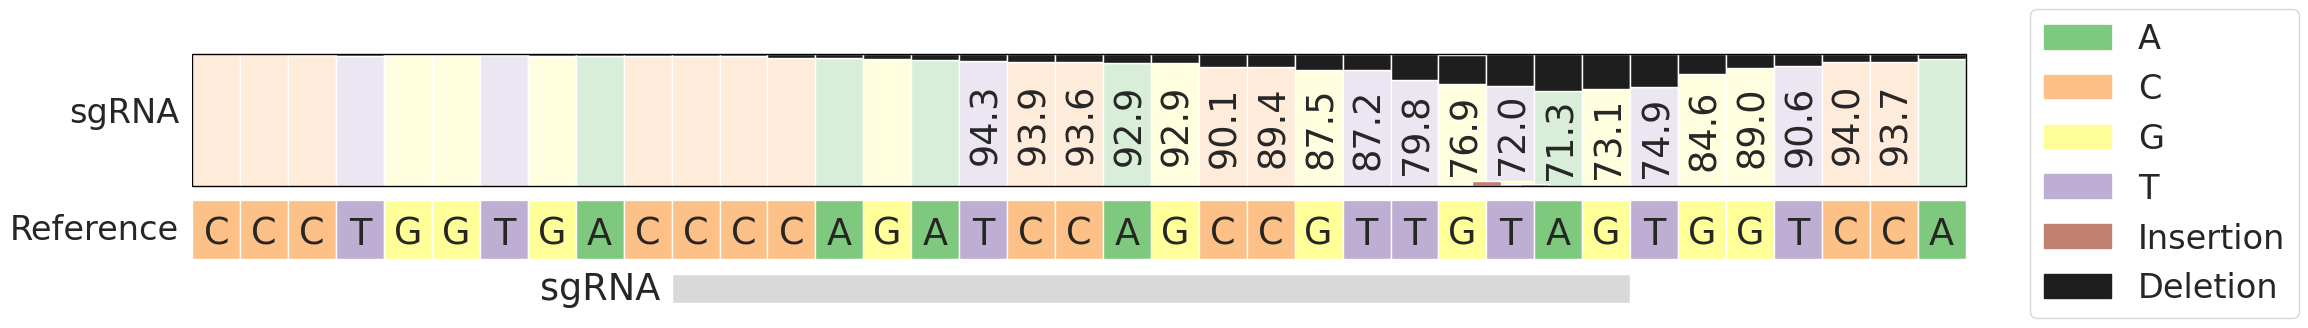 sgRNA
94.3 93.9 93.6 92.9 92.9 90.1 89.4 87.5 87.2 79.8 76.9 72.0 71.3 73.1 74.9 84.6 89.0 90.6 94.0 93.7
Reference C C C T G G T G A C C C C A G A T C C A G C C G T T G T A G T G G T C C A
sgRNA
A
C
G
T
Insertion
Deletion